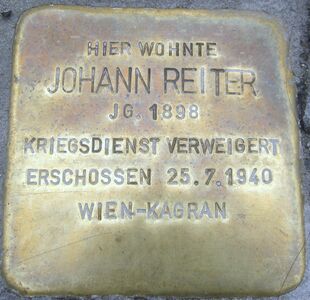 HIER WOHNTE
JOHANN REITER
JG. 1898
KRIEGSDIENST VERWEIGERT
ERSCHOSSEN 25.7.1940
WIEN-KAGRAN